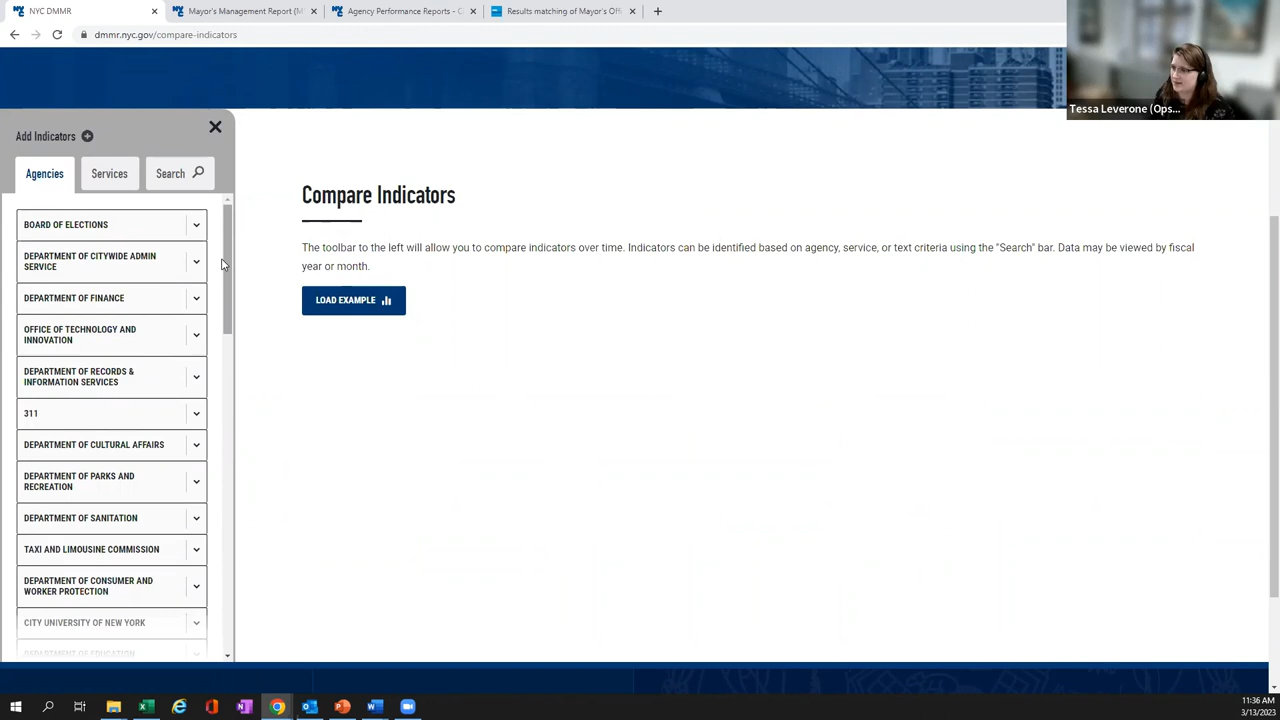 NYC DMMR
Mayor's Management Report (M
Agency Performance Reports - C
Results matching of Mayor's Offi
dmmr.nyc.gov/compare-indicators
Tessa Leverone (Ops...
Add Indicators
Agencies
Services
Search
BOARD OF ELECTIONS
DEPARTMENT OF CITYWIDE ADMIN
SERVICE
DEPARTMENT OF FINANCE
OFFICE OF TECHNOLOGY AND
INNOVATION
DEPARTMENT OF RECORDS &
INFORMATION SERVICES
311
DEPARTMENT OF CULTURAL AFFAIRS
DEPARTMENT OF PARKS AND
RECREATION
DEPARTMENT OF SANITATION
TAXI AND LIMOUSINE COMMISSION
DEPARTMENT OF CONSUMER AND
WORKER PROTECTION
CITY UNIVERSITY OF NEW YORK
DEPARTMENT OF EDUCATION
Compare Indicators
The toolbar to the left will allow you to compare indicators over time. Indicators can be identified based on agency, service, or text criteria using the "Search" bar. Data may be viewed by fiscal
year or month.
LOAD EXAMPLE
11:36 AM
3/13/2023